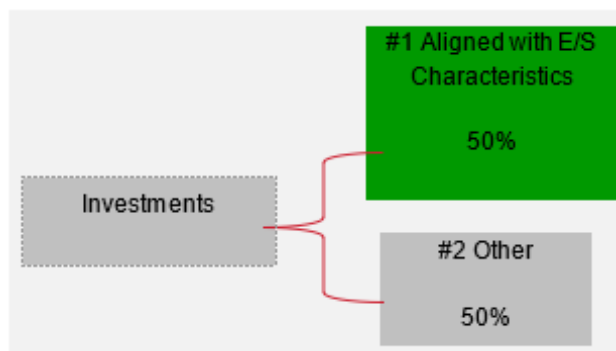 #1 Aligned with E/S
Characteristics
50%
Investments
#2 Other
50%